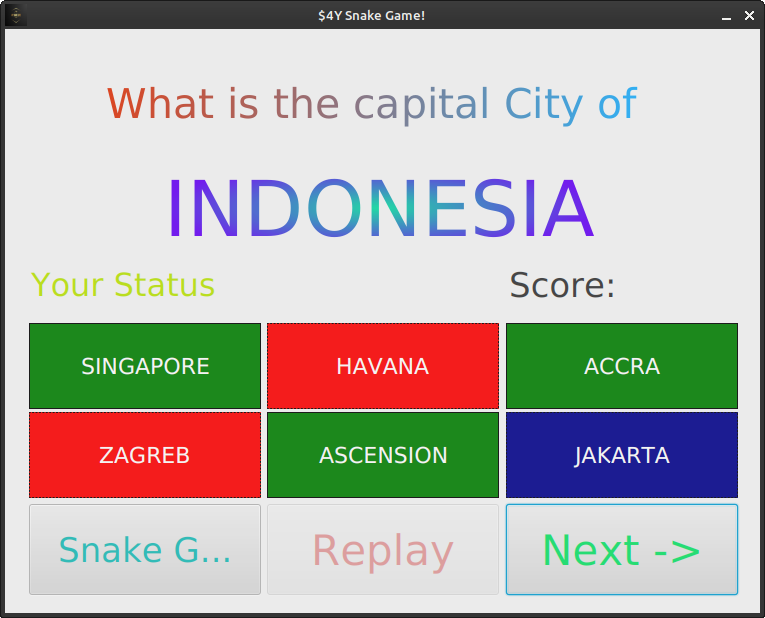 $4Y Snake Game!
What is the capital City of
INDONESIA
Your Status
Score:
SINGAPORE
HAVANA
ACCRA
ZAGREB
ASCENSION
JAKARTA
Snake G...
Replay
Next ->